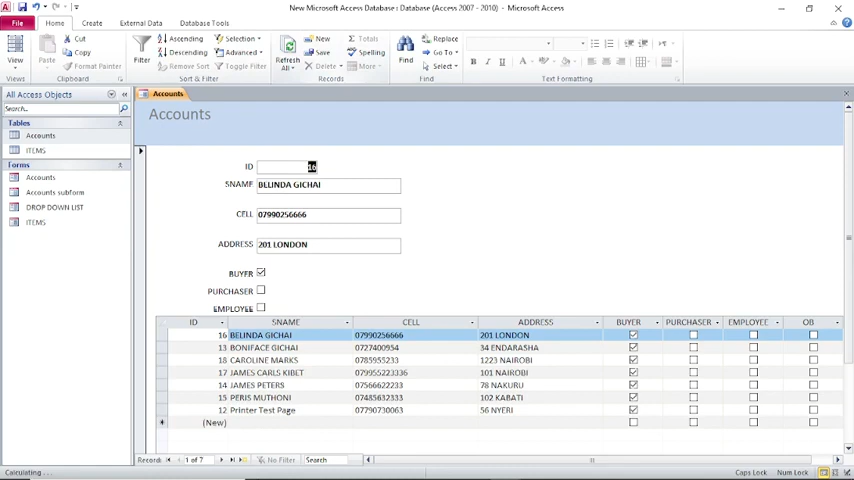 New Microsoft Access Database : Database (Access 2007 - 2010) - Microsoft Access
File Home Create External Data Database Tools
View
Views
Paste
Cut
Copy
Format Painter
Clipboard
Filter
Ascending
Descending
Remove Sort
Selection
Advanced
Toggle Filter
Sort & Filter
Refresh
All
New
Save
Delete
Totals
Spelling
More
Records
Find
Replace
Go To
Select
Find
B I U
A
Text Formatting
All Access Objects
Search...
Tables
Accounts
ITEMS
Forms
Accounts
Accounts subform
DROP DOWN LIST
ITEMS
Accounts
Accounts
ID 16
SNAME BELINDA GICHAI
CELL 07990256666
ADDRESS 201 LONDON
BUYER
PURCHASER
EMPLOYEE
ID SNAME CELL ADDRESS BUYER PURCHASER EMPLOYEE OB
16 BELINDA GICHAI 07990256666 201 LONDON
13 BONIFACE GICHAI 0727400954 34 ENDARASHA
18 CAROLINE MARKS 0785955233 1223 NAIROBI
17 JAMES CARLS KIBET 079955223336 101 NAIROBI
14 JAMES PETERS 07566622233 78 NAKURU
15 PERIS MUTHONI 07485632333 102 KABATI
12 Printer Test Page 07790730063 56 NYERI
(New)
Record: 1 of 7 No Filter Search
Calculating . . .
Caps Lock Num Lock